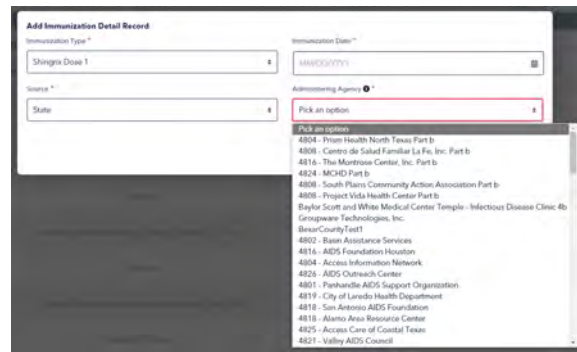 Add Immunization Detail Record
Immunization Type *
Immunization Date *
Shingrix Dose 1
MM/DD/YYYY
Source *
Administering Agency *
State
Pick an option
Pick an option
4804 - Prism Health North Texas Part b
4808 - Centro de Salud Familiar La Fe, Inc. Part b
4816 - The Montrose Center, Inc. Part b
4824 - MCHD Part b
4808 - South Plains Community Action Association Part b
4808 - Project Vida Health Center Part b
Baylor Scott and White Medical Center Temple - Infectious Disease Clinic 4b
Groupware Technologies, Inc.
BexarCountyTest1
4802 - Basin Assistance Services
4816 - AIDS Foundation Houston
4804 - Access Information Network
4826 - AIDS Outreach Center
4801 - Panhandle AIDS Support Organization
4819 - City of Laredo Health Department
4818 - San Antonio AIDS Foundation
4818 - Alamo Area Resource Center
4825 - Access Care of Coastal Texas
4821 - Valley AIDS Council